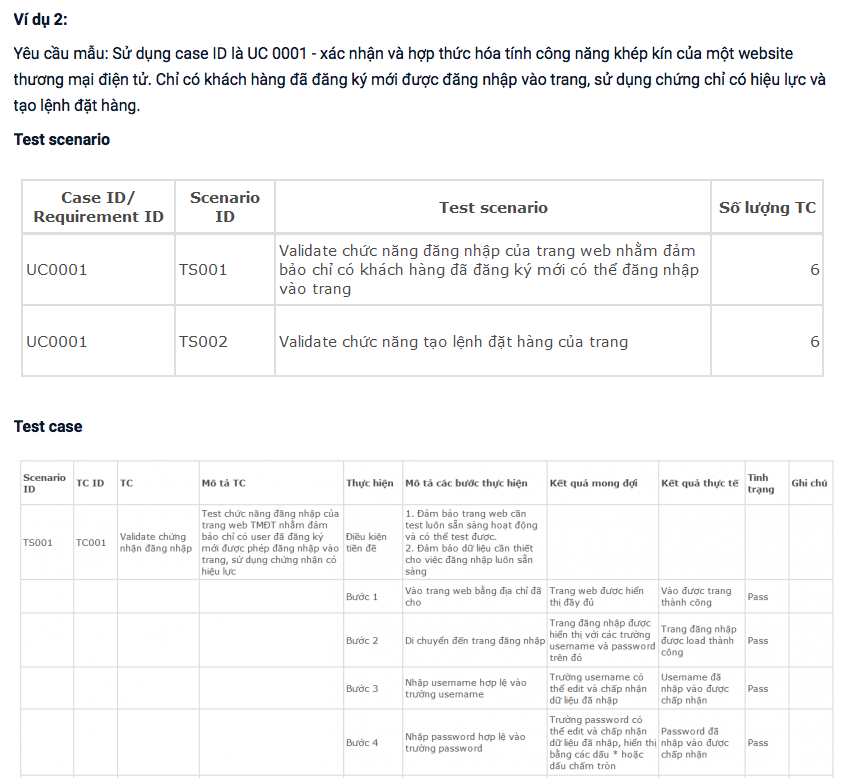 Ví dụ 2:
Yêu cầu mẫu: Sử dụng case ID là UC 0001 - xác nhận và hợp thức hóa tính công năng khép kín của một website
thương mại điện tử. Chỉ có khách hàng đã đăng ký mới được đăng nhập vào trang, sử dụng chứng chỉ có hiệu lực và
tạo lệnh đặt hàng.
Test scenario
Case ID/
Requirement ID
Scenario
ID
Test scenario
Số lượng TC
UC0001
TS001
Validate chức năng đăng nhập của trang web nhằm đảm
bảo chỉ có khách hàng đã đăng ký mới có thể đăng nhập
vào trang
6
UC0001
TS002
Validate chức năng tạo lệnh đặt hàng của trang
6
Test case
Scenario
ID
TC ID
TC
Mô tả TC
Thực hiện
Mô tả các bước thực hiện
Kết quả mong đợi
Kết quả thực tế
Tình
trạng
Ghi chú
TS001
TC001
Validate chứng
nhận đăng nhập
Test chức năng đăng nhập của
trang web TMĐT nhằm đảm
bảo chỉ có user đã đăng ký
mới được phép đăng nhập vào
trang, sử dụng chứng nhận có
hiệu lực
Điều kiện
tiền đề
1. Đảm bảo trang web cần
test luôn sẵn sàng hoạt động
và có thể test được.
2. Đảm bảo dữ liệu cần thiết
cho việc đăng nhập luôn sẵn
sàng
Bước 1
Vào trang web bằng địa chỉ đã
cho
Trang web được hiển
thị đầy đủ
Vào được trang
thành công
Pass
Bước 2
Di chuyển đến trang đăng nhập
Trang đăng nhập được
hiển thị với các trường
username và password
trên đó
Trang đăng nhập
được load thành
công
Pass
Bước 3
Nhập username hợp lệ vào
trường username
Trường username có
thể edit và chấp nhận
dữ liệu đã nhập
Username đã
nhập vào được
chấp nhận
Pass
Bước 4
Nhập password hợp lệ vào
trường password
Trường password có
thể edit và chấp nhận
dữ liệu đã nhập, hiển thị
bằng các dấu * hoặc
dấu chấm tròn
Password đã
nhập vào được
chấp nhận
Pass